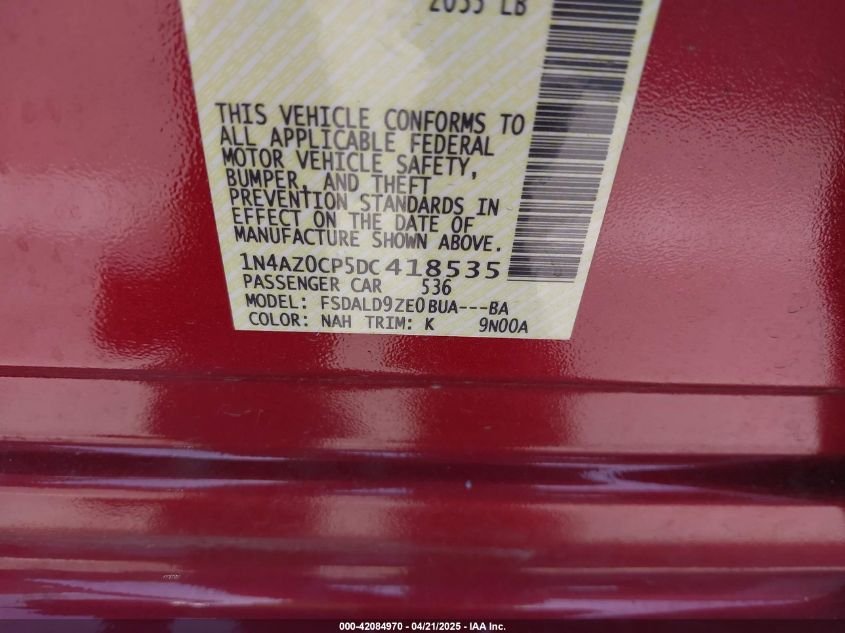 2055 LB
THIS VEHICLE CONFORMS TO
ALL APPLICABLE FEDERAL
MOTOR VEHICLE SAFETY,
BUMPER, AND THEFT
PREVENTION STANDARDS IN
EFFECT ON THE DATE OF
MANUFACTURE SHOWN ABOVE.
1N4AZ0CP5DC418535
PASSENGER CAR 536
MODEL: FSDALD9ZE0BUA---BA
COLOR: NAH TRIM: K 9N00A
000-42084970 - 04/21/2025 - IAA Inc.